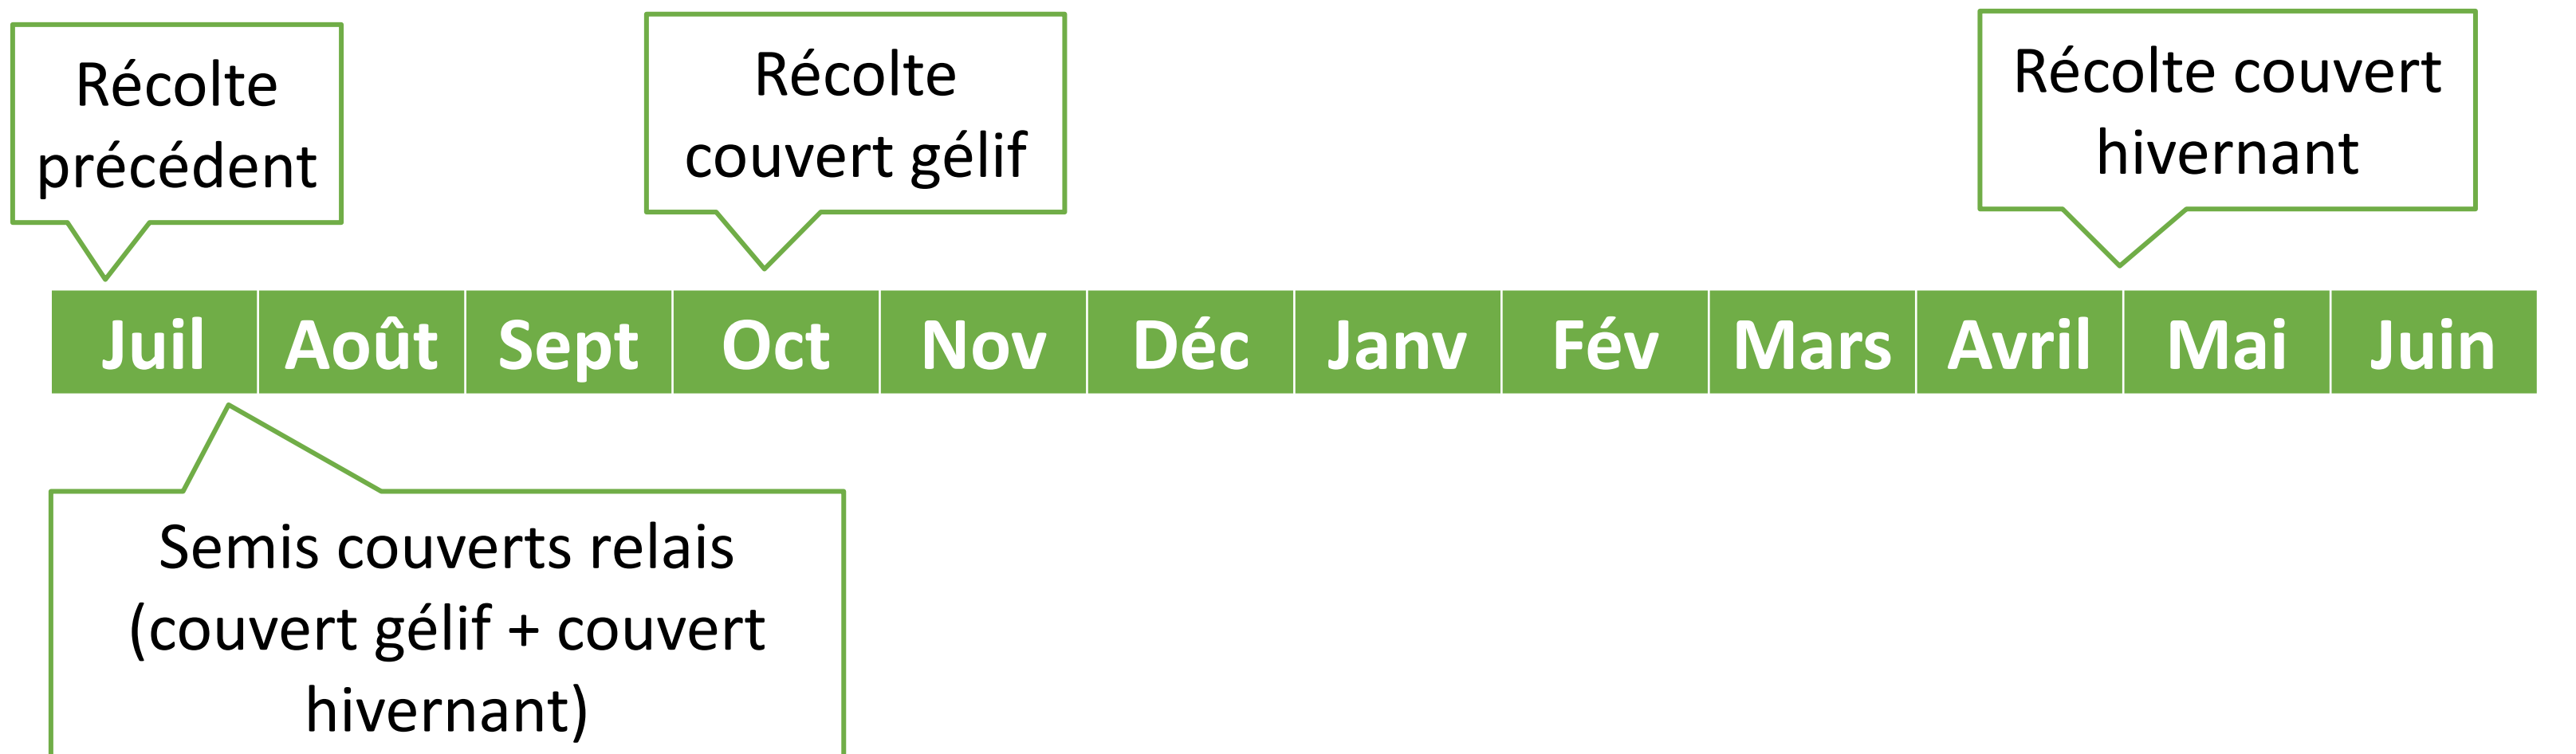 Récolte
précédent
Récolte
couvert gélif
Récolte couvert
hivernant
Juil Août Sept Oct Nov Déc Janv Fév Mars Avril Mai Juin
Semis couverts relais
(couvert gélif + couvert
hivernant)